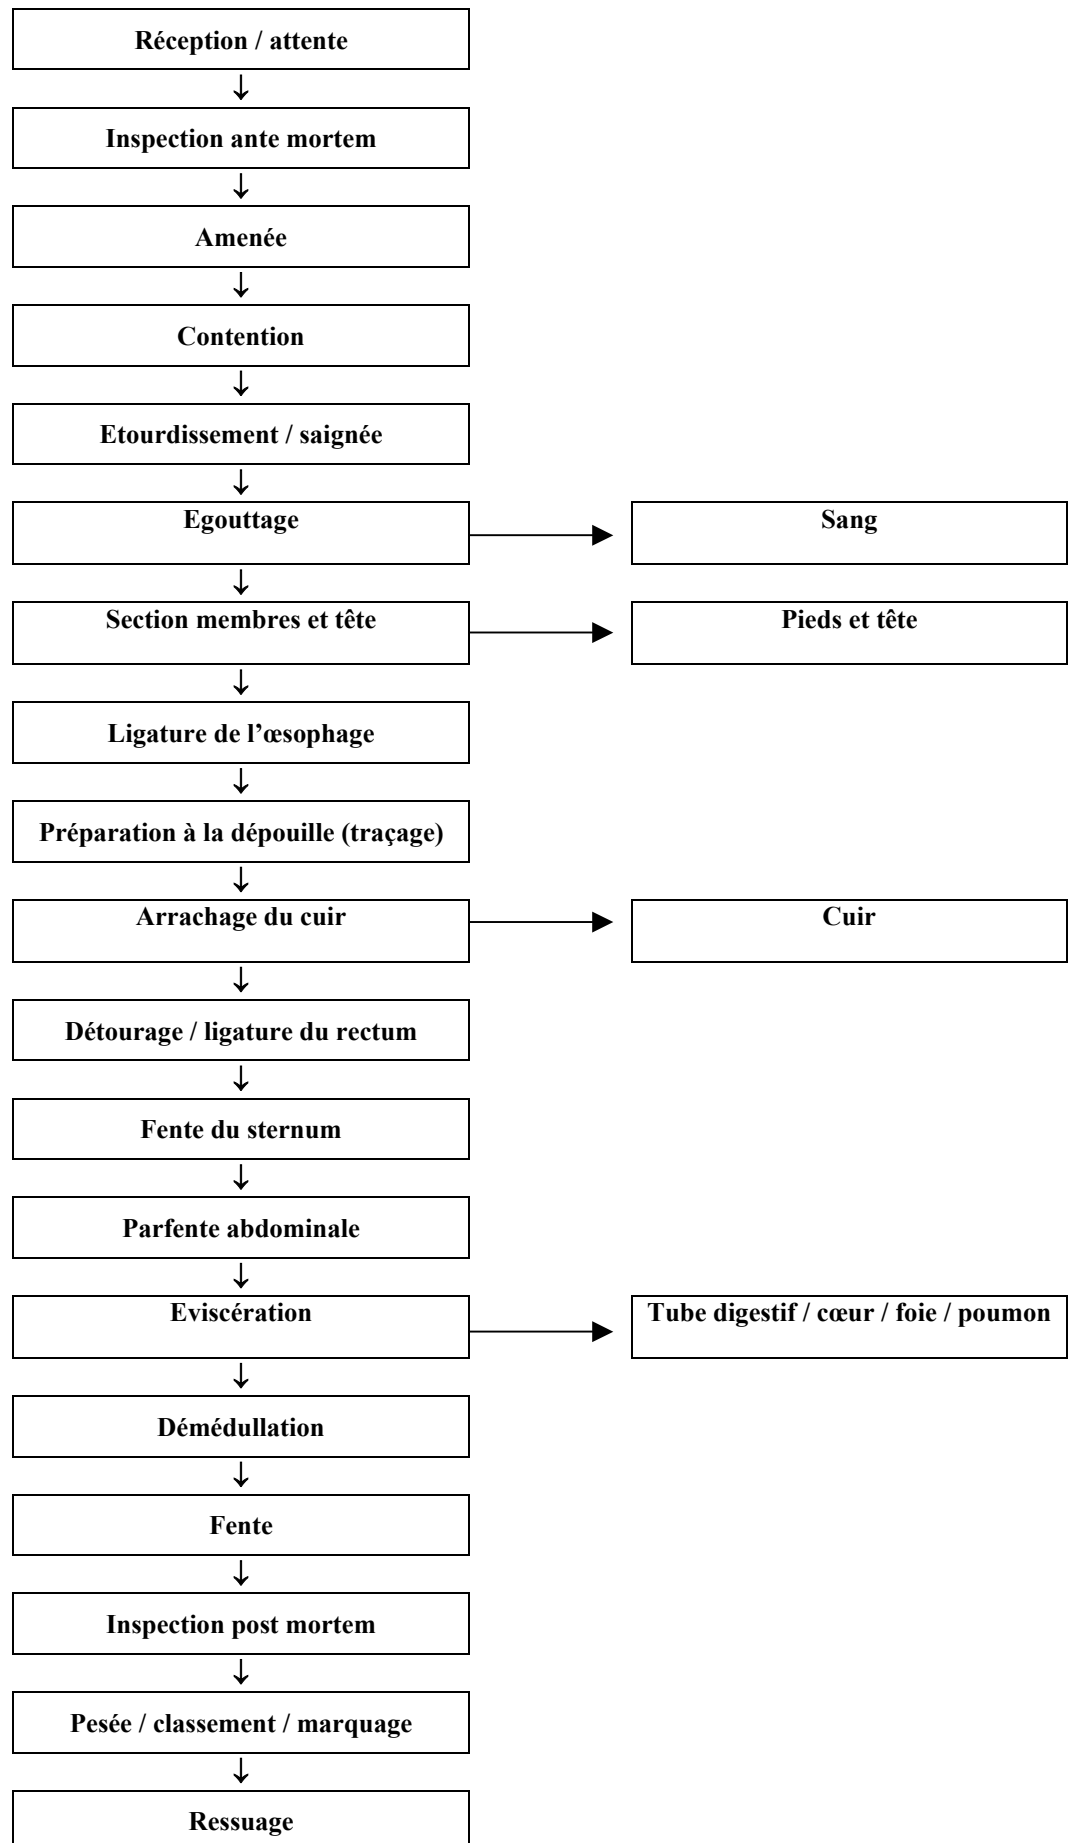 Réception / attente
Inspection ante mortem
Amenée
Contention
Etourdissement / saignée
Egouttage
Sang
Section membres et tête
Pieds et tête
Ligature de l’œsophage
Préparation à la dépouille (traçage)
Arrachage du cuir
Cuir
Détourage / ligature du rectum
Fente du sternum
Parfente abdominale
Eviscération
Tube digestif / cœur / foie / poumon
Démédullation
Fente
Inspection post mortem
Pesée / classement / marquage
Ressuage